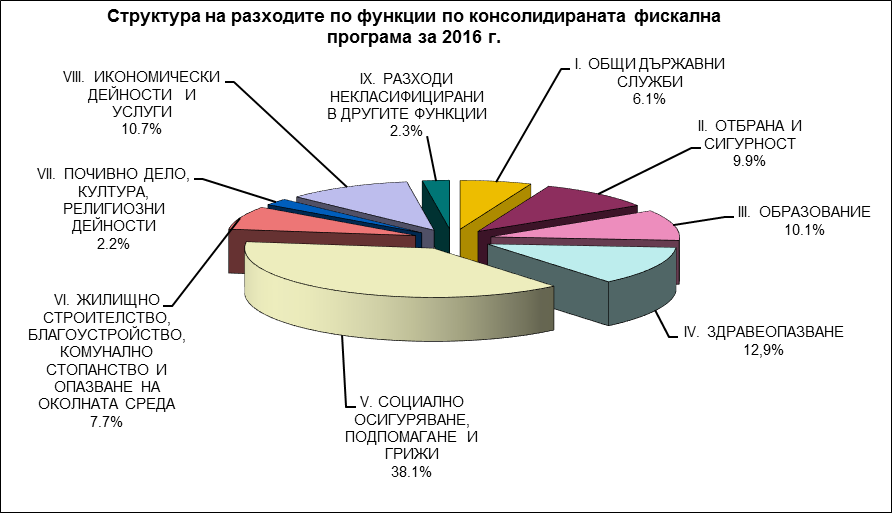 Структура на разходите по функции по консолидираната фискална
програма за 2016 г.
I. ОБЩИ ДЪРЖАВНИ
СЛУЖБИ
6.1%
II. ОТБРАНА И
СИГУРНОСТ
9.9%
III. ОБРАЗОВАНИЕ
10.1%
IV. ЗДРАВЕОПАЗВАНЕ
12,9%
V. СОЦИАЛНО
ОСИГУРЯВАНЕ,
ПОДПОМАГАНЕ И
ГРИЖИ
38.1%
VI. ЖИЛИЩНО
СТРОИТЕЛСТВО,
БЛАГОУСТРОЙСТВО,
КОМУНАЛНО
СТОПАНСТВО И
ОПАЗВАНЕ НА
ОКОЛНАТА СРЕДА
7.7%
VII. ПОЧИВНО ДЕЛО,
КУЛТУРА,
РЕЛИГИОЗНИ
ДЕЙНОСТИ
2.2%
VIII. ИКОНОМИЧЕСКИ
ДЕЙНОСТИ И
УСЛУГИ
10.7%
IX. РАЗХОДИ
НЕКЛАСИФИЦИРАНИ
В ДРУГИТЕ ФУНКЦИИ
2.3%